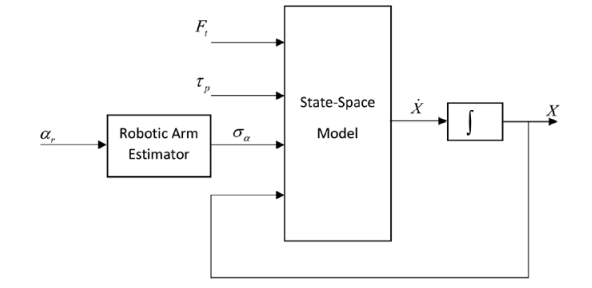 F_t
τ_p
State-Space
Model
Ẋ
∫
X
α_r
Robotic Arm
Estimator
σ_α